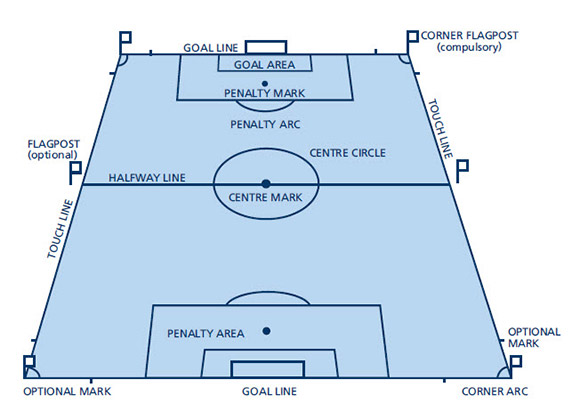 GOAL LINE
CORNER FLAGPOST
(compulsory)
GOAL AREA
PENALTY MARK
TOUCH LINE
PENALTY ARC
FLAGPOST
(optional)
CENTRE CIRCLE
HALFWAY LINE
CENTRE MARK
TOUCH LINE
PENALTY AREA
OPTIONAL
MARK
OPTIONAL MARK
GOAL LINE
CORNER ARC